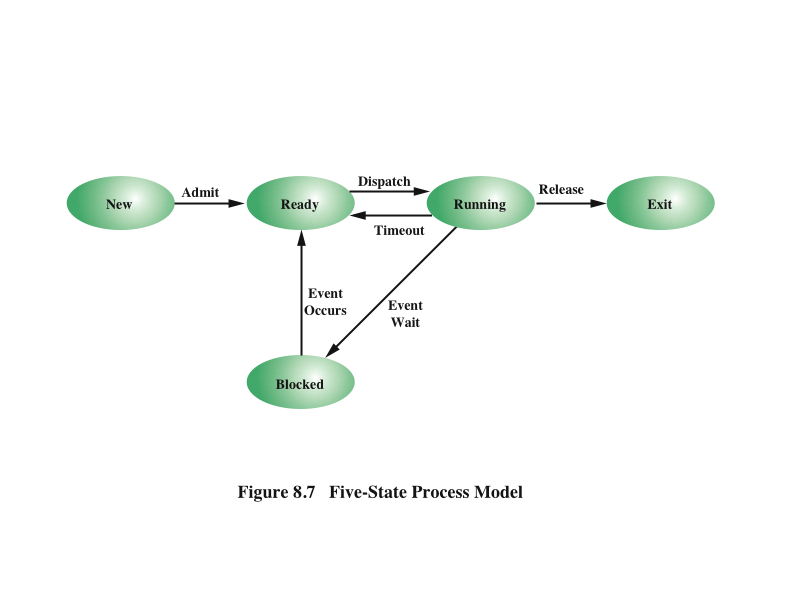 Admit
Dispatch
Release
New
Ready
Running
Exit
Timeout
Event
Occurs
Event
Wait
Blocked
Figure 8.7 Five-State Process Model